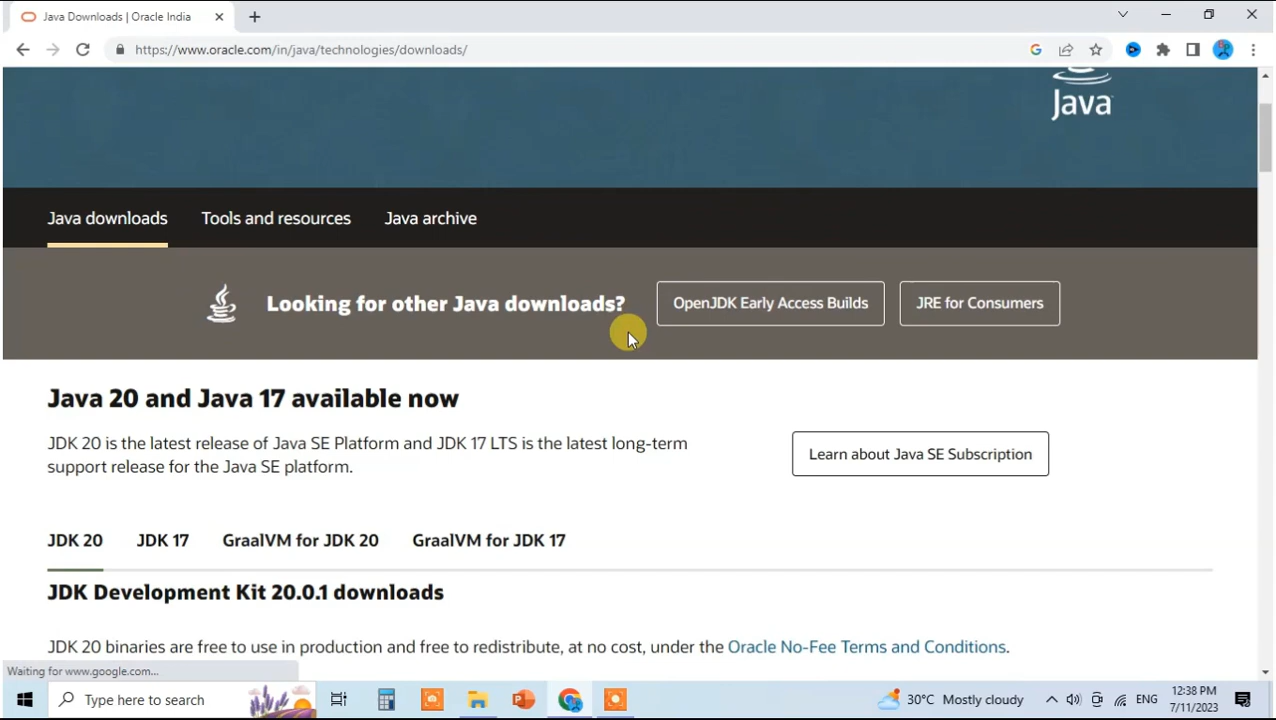 Java Downloads | Oracle India
https://www.oracle.com/in/java/technologies/downloads/
Java
Java downloads Tools and resources Java archive
Looking for other Java downloads? OpenJDK Early Access Builds JRE for Consumers
Java 20 and Java 17 available now
JDK 20 is the latest release of Java SE Platform and JDK 17 LTS is the latest long-term
support release for the Java SE platform.
Learn about Java SE Subscription
JDK 20 JDK 17 GraalVM for JDK 20 GraalVM for JDK 17
JDK Development Kit 20.0.1 downloads
JDK 20 binaries are free to use in production and free to redistribute, at no cost, under the Oracle No-Fee Terms and Conditions.
Waiting for www.google.com...
Type here to search
30°C Mostly cloudy
ENG
12:38 PM
7/11/2023